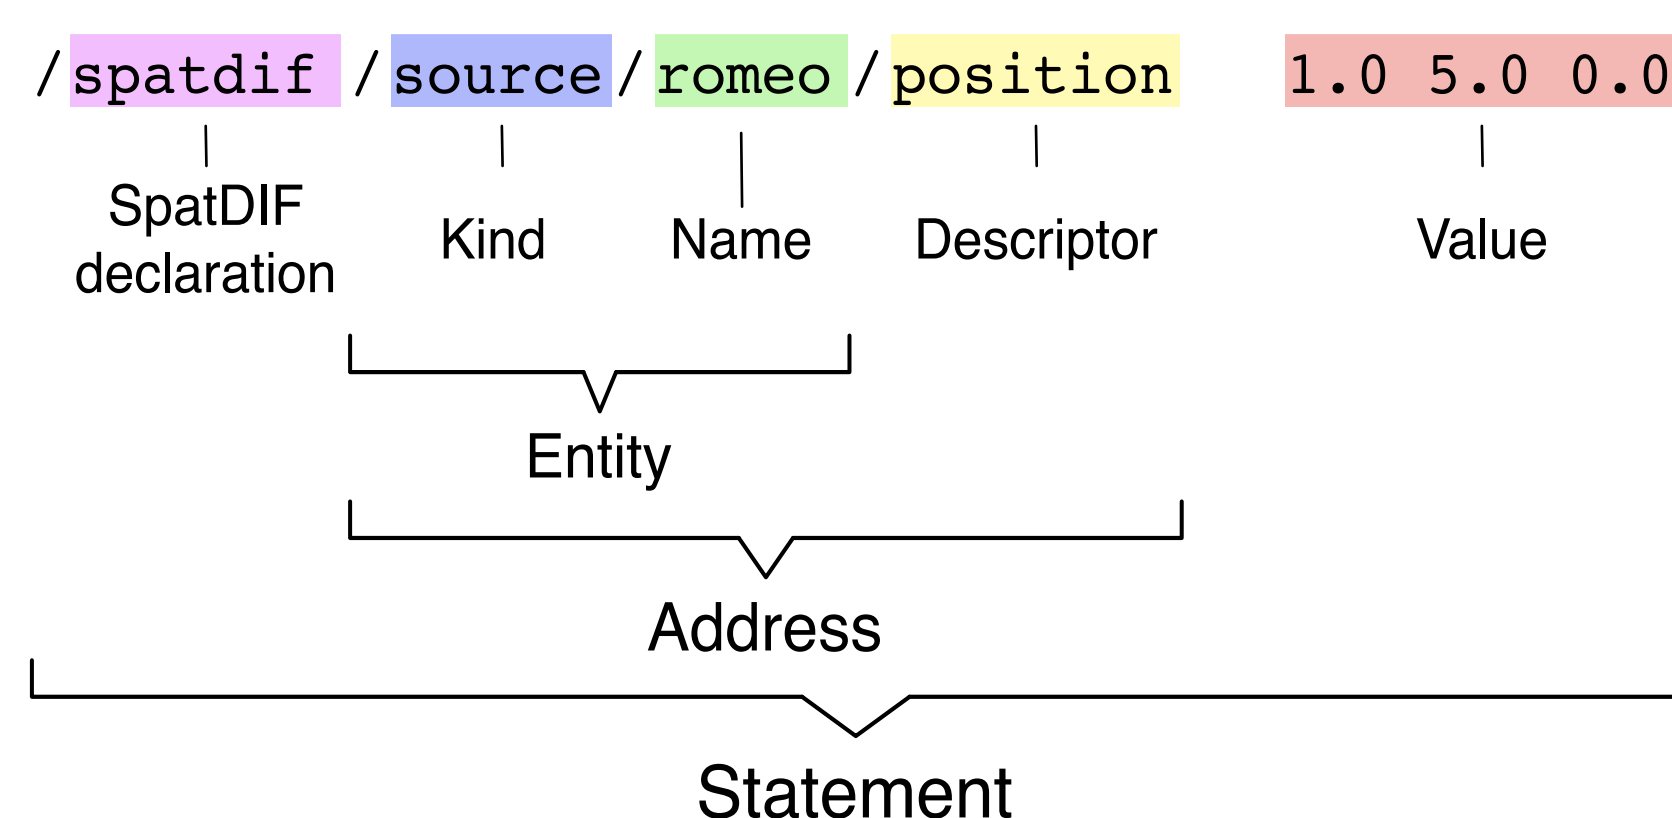 /spatdif /source/romeo/position 1.0 5.0 0.0
SpatDIF
declaration
Kind
Name
Descriptor
Value
Entity
Address
Statement